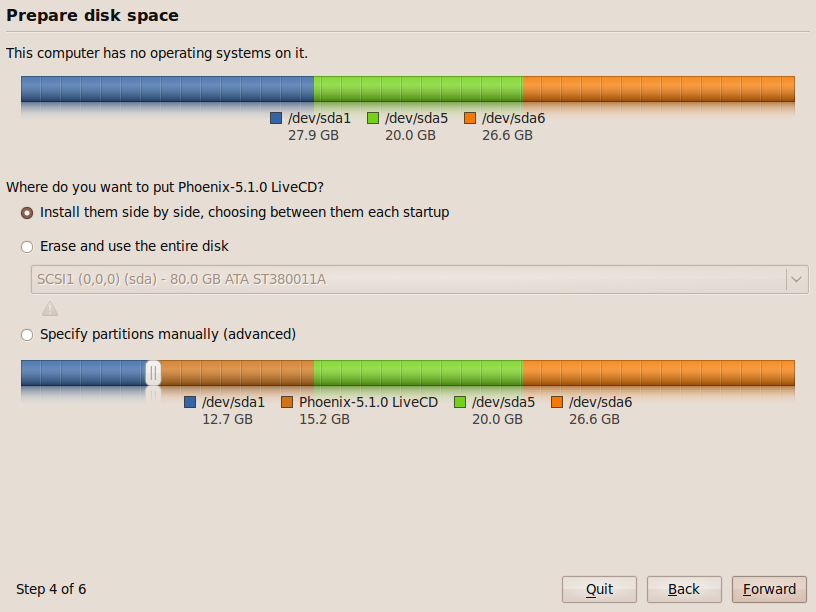 Prepare disk space
This computer has no operating systems on it.
/dev/sda1 /dev/sda5 /dev/sda6
27.9 GB 20.0 GB 26.6 GB
Where do you want to put Phoenix-5.1.0 LiveCD?
Install them side by side, choosing between them each startup
Erase and use the entire disk
SCSI1 (0,0,0) (sda) - 80.0 GB ATA ST380011A
Specify partitions manually (advanced)
/dev/sda1 Phoenix-5.1.0 LiveCD /dev/sda5 /dev/sda6
12.7 GB 15.2 GB 20.0 GB 26.6 GB
Step 4 of 6 Quit Back Forward